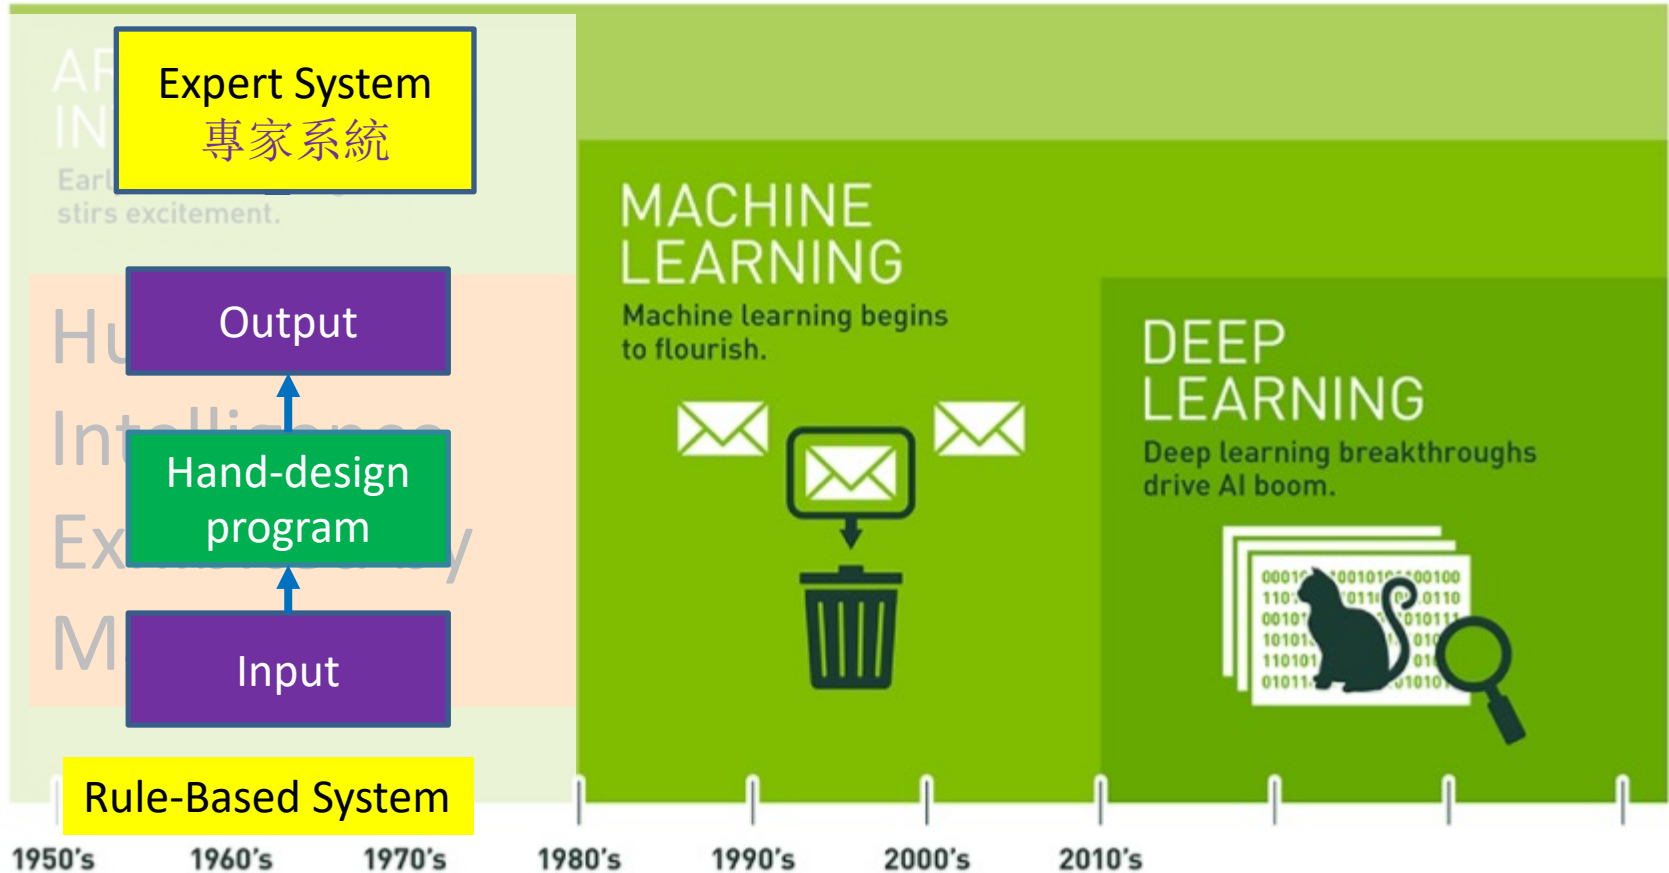 Expert System
專家系統
stirs excitement.
Output
Hand-design
program
Input
Rule-Based System
MACHINE
LEARNING
Machine learning begins
to flourish.
DEEP
LEARNING
Deep learning breakthroughs
drive AI boom.
1950's 1960's 1970's 1980's 1990's 2000's 2010's